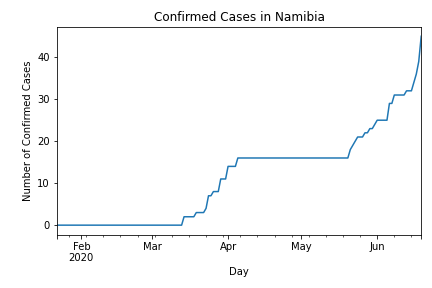 Confirmed Cases in Namibia
Number of Confirmed Cases
40
30
20
10
0
Feb Mar Apr May Jun
2020
Day